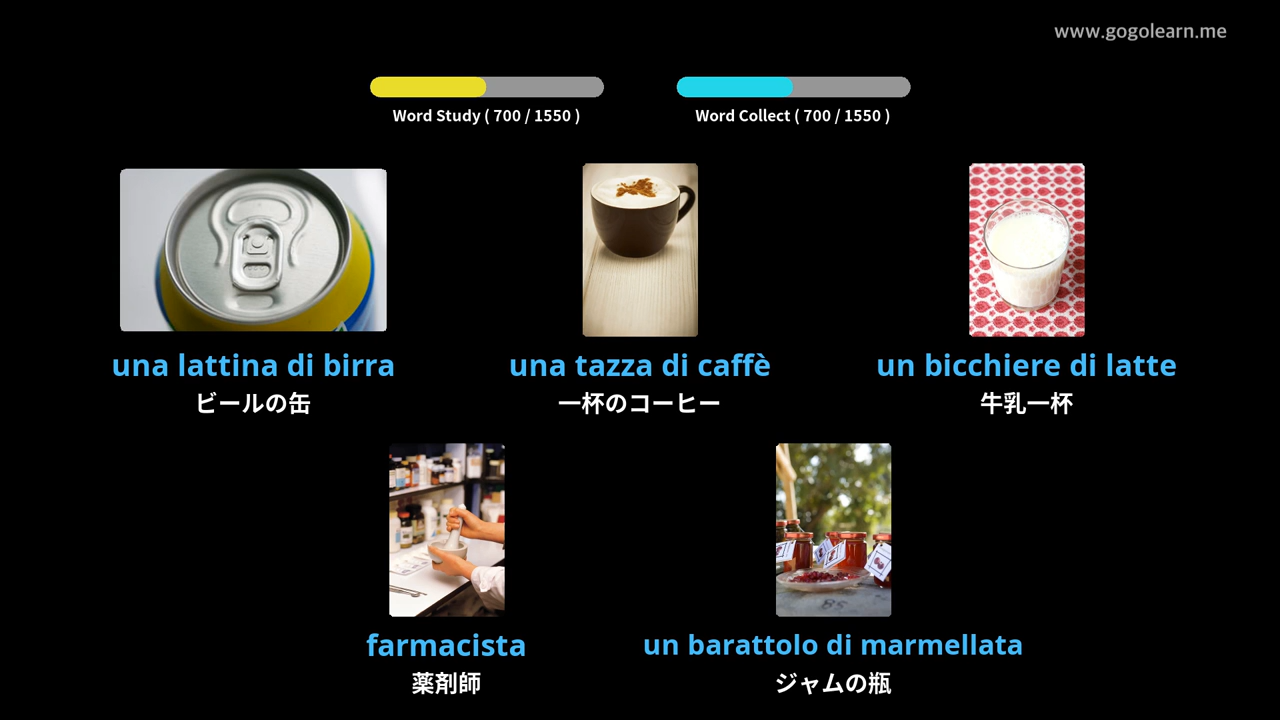 www.gogolearn.me
Word Study ( 700 / 1550 )
Word Collect ( 700 / 1550 )
una lattina di birra
ビールの缶
una tazza di caffè
一杯のコーヒー
un bicchiere di latte
牛乳一杯
farmacista
薬剤師
un barattolo di marmellata
ジャムの瓶